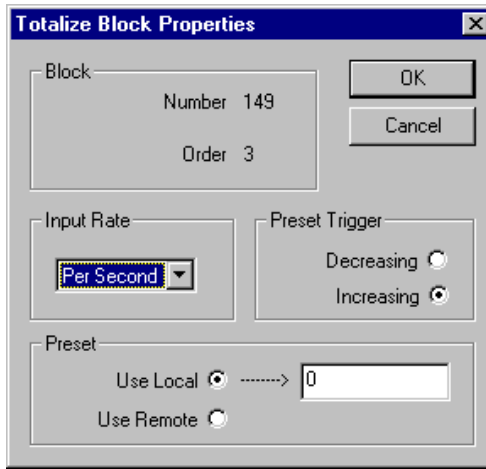 Totalize Block Properties
Block
Number 149
Order 3
OK
Cancel
Input Rate
Per Second
Preset Trigger
Decreasing
Increasing
Preset
Use Local -------> 0
Use Remote